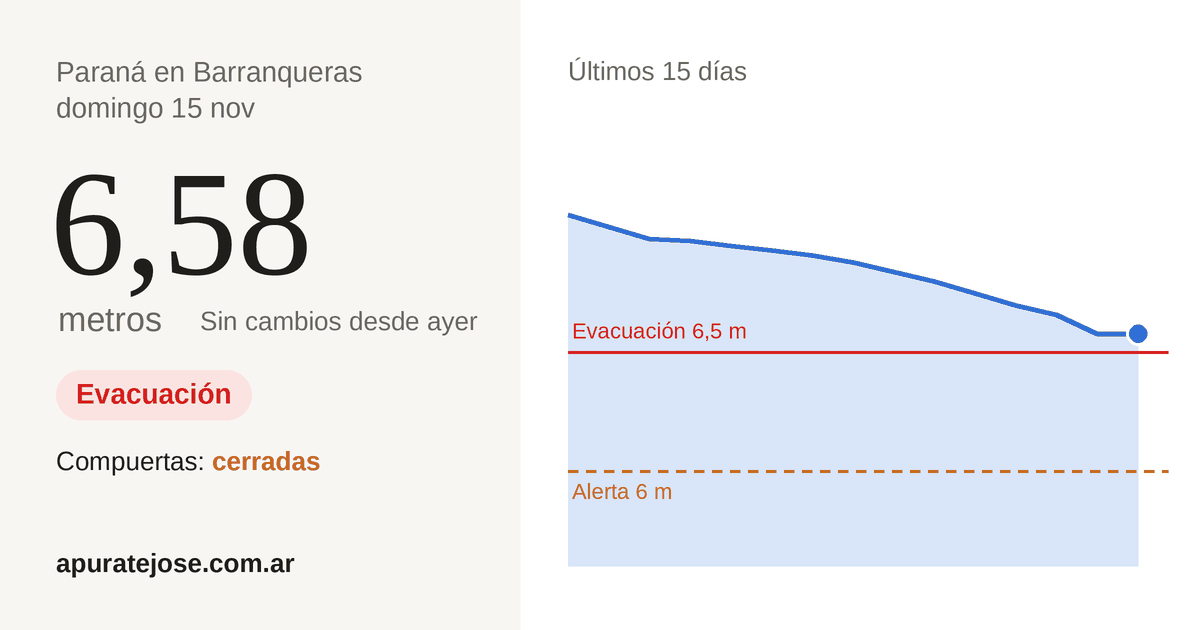 Paraná en Barranqueras
domingo 15 nov
6,58
metros
Sin cambios desde ayer
Evacuación
Compuertas: cerradas
apuratejose.com.ar
Últimos 15 días
Evacuación 6,5 m
Alerta 6 m